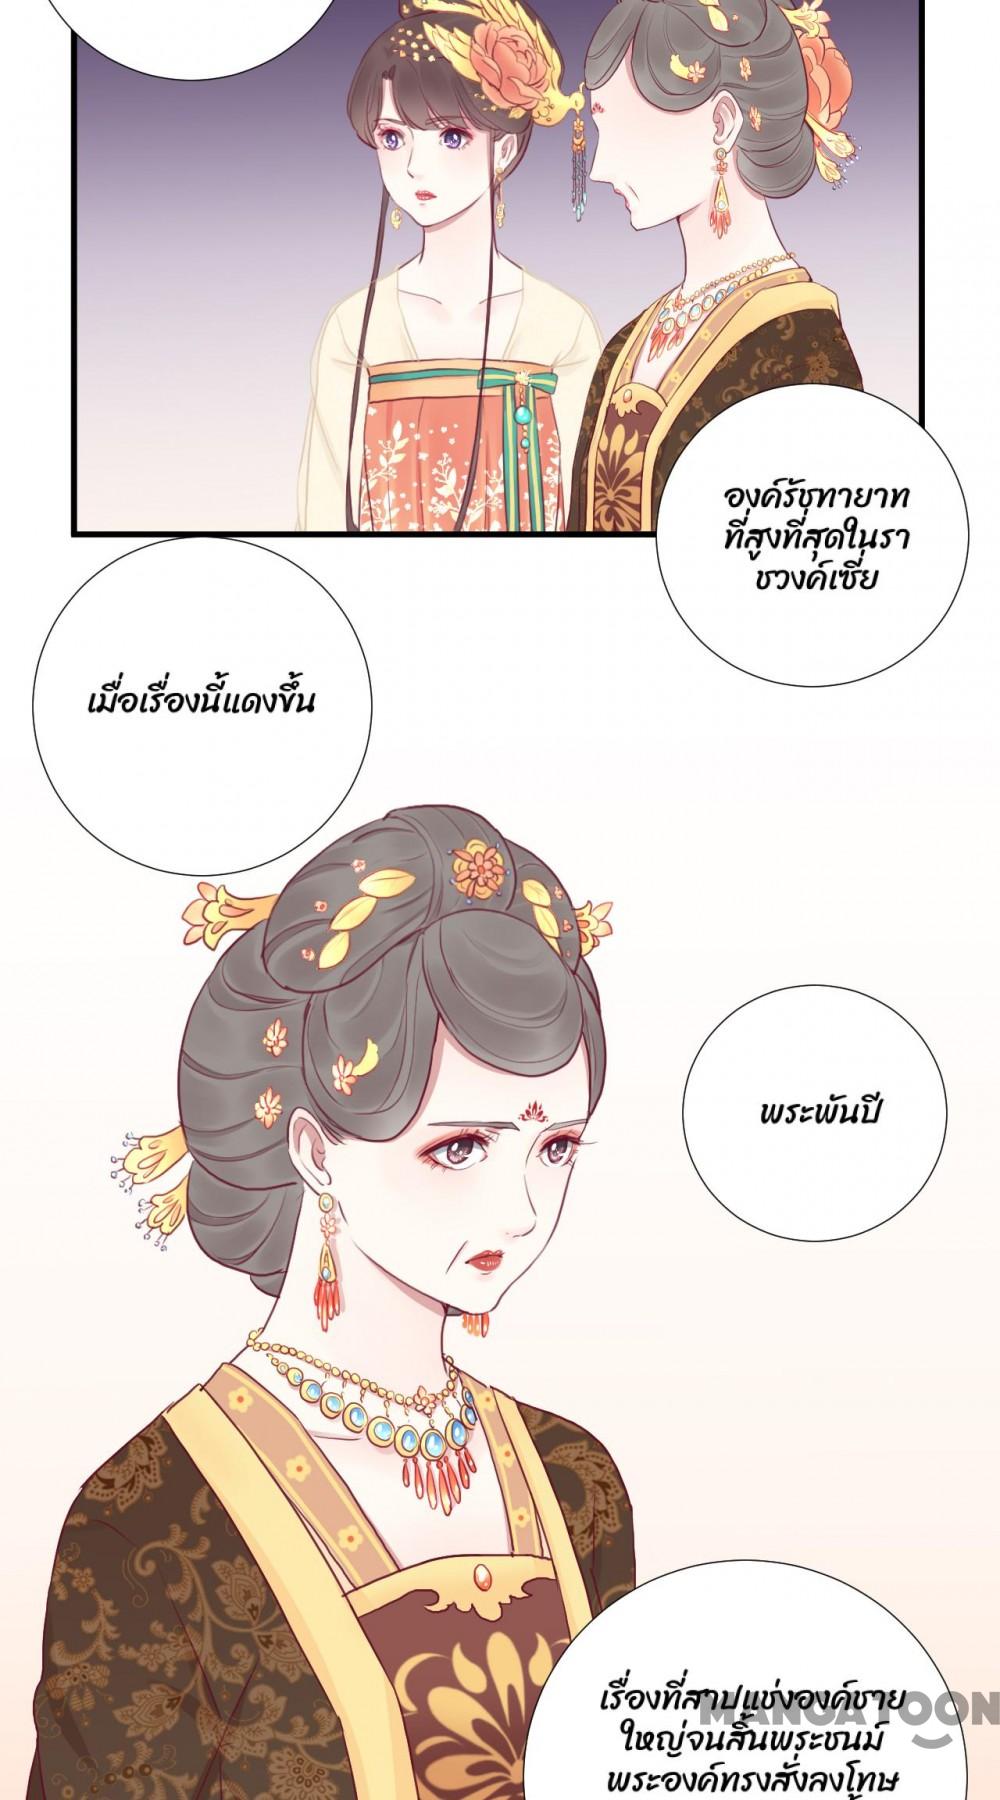 องค์รัชทายาท
ที่สูงที่สุดในรา
ชวงค์เซี่ย
เมื่อเรื่องนี้แดงขึ้น
พระพันปี
เรื่องที่สาปแช่งองค์ชาย
ใหญ่จนสิ้นพระชนม์
พระองค์ทรงสั่งลงโทษ
MANGATOON